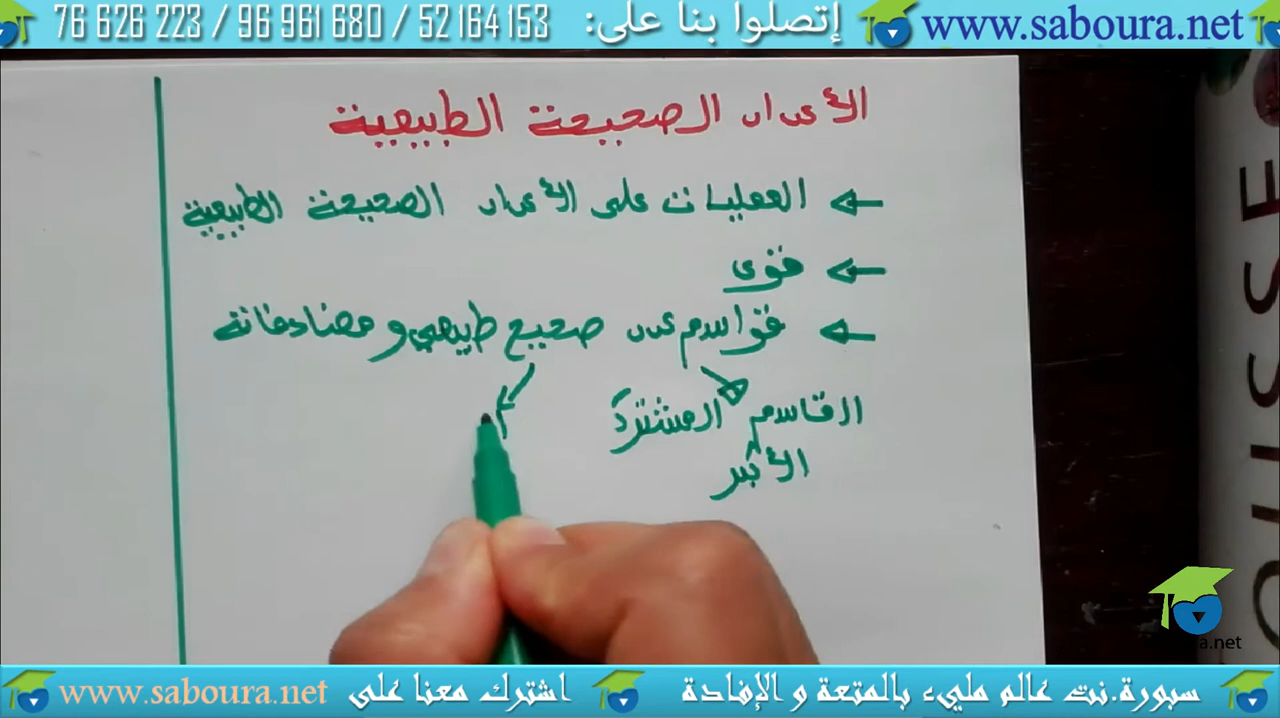 76 626 223 / 96 961 680 / 52 164 153 إتصلوا بنا على: www.saboura.net
الأعداد الصحيحة الطبيعية
العمليات على الأعداد الصحيحة الطبيعية
قوى
قواسم عدد صحيح طبيعي و مضاعفاته
القاسم المشترك
الأكبر
سبورة.نت عالم مليء بالمتعة و الإفادة اشترك معنا على www.saboura.net